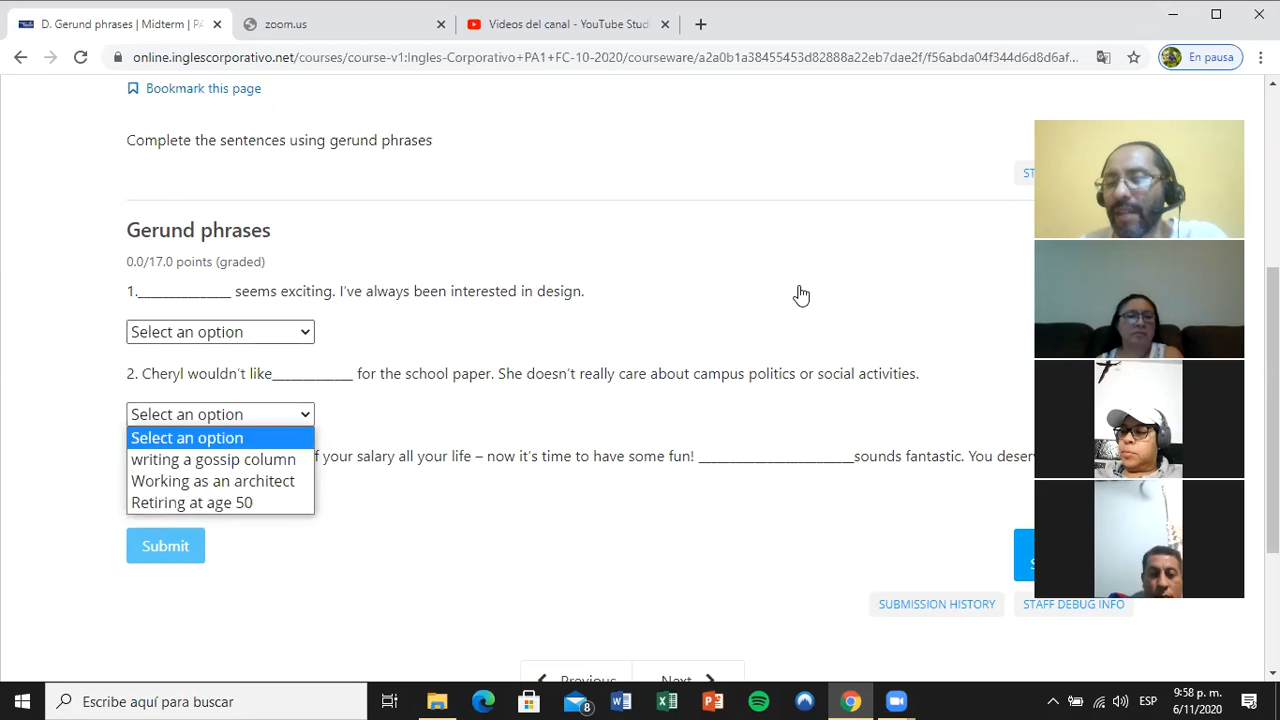 D. Gerund phrases | Midterm | PA
zoom.us
Videos del canal - YouTube Stud
online.inglescorporativo.net/courses/course-v1:Ingles-Corporativo+PA1+FC-10-2020/courseware/a2a0b1a38455453d82888a22eb7dae2f/f56abda04f344d6d8d6af...
En pausa
Bookmark this page
Complete the sentences using gerund phrases
ST
Gerund phrases
0.0/17.0 points (graded)
1._______________ seems exciting. I've always been interested in design.
Select an option
2. Cheryl wouldn't like_____________ for the school paper. She doesn't really care about campus politics or social activities.
Select an option
Select an option
writing a gossip column
f your salary all your life – now it's time to have some fun! _________________________sounds fantastic. You deser
Working as an architect
Retiring at age 50
Submit
S
SUBMISSION HISTORY
STAFF DEBUG INFO
Previous
Next
Escribe aquí para buscar
8
ESP
9:58 p. m.
6/11/2020